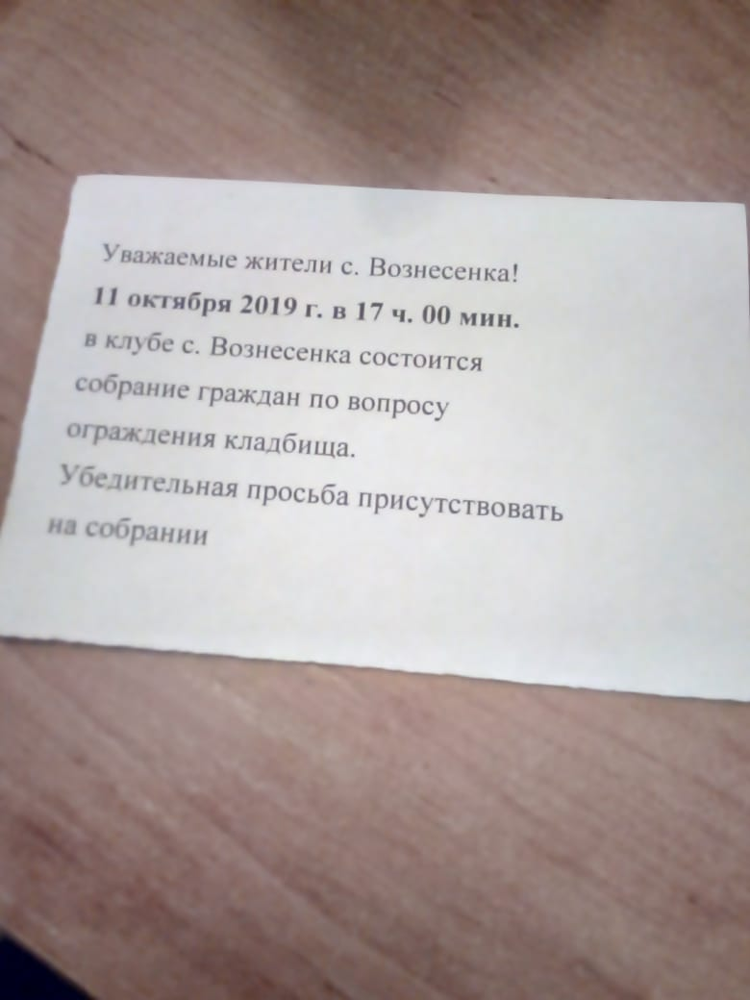 Уважаемые жители с. Вознесенка!
11 октября 2019 г. в 17 ч. 00 мин.
в клубе с. Вознесенка состоится
собрание граждан по вопросу
ограждения кладбища.
Убедительная просьба присутствовать
на собрании